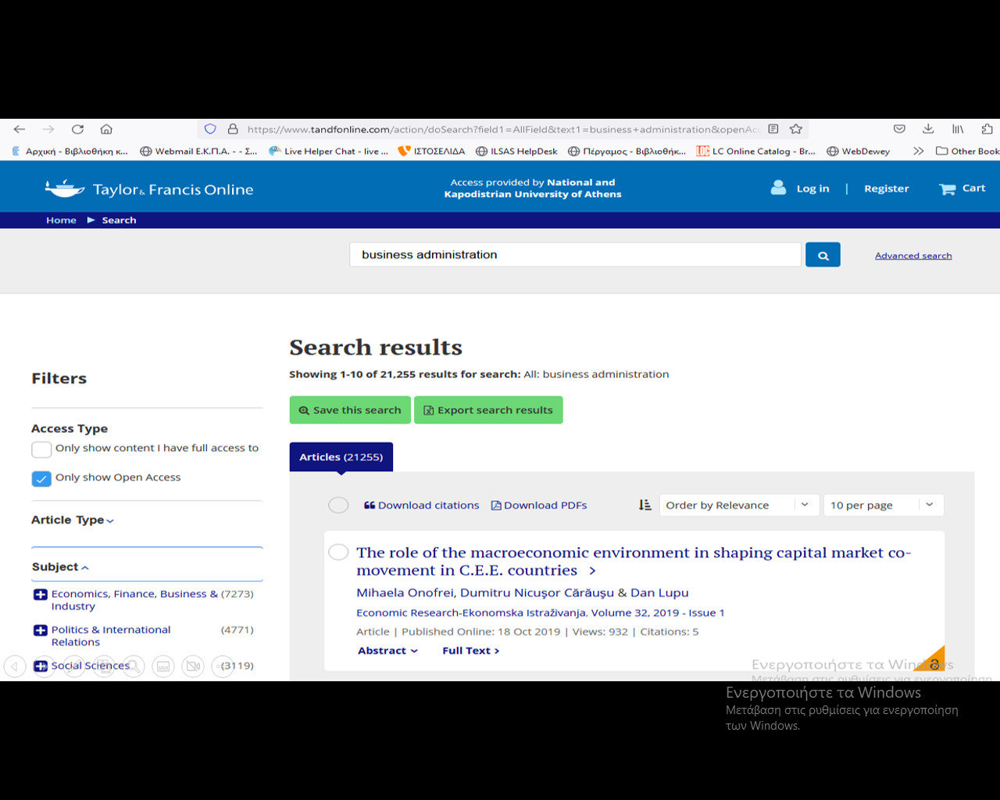 https://www.tandfonline.com/action/doSearch?field1=AllField&text1=business+administration&openAc
Αρχική - Βιβλιοθήκη κ... Webmail Ε.Κ.Π.Α. - - Σ... Live Helper Chat - live ... ΙΣΤΟΣΕΛΙΔΑ ILSAS HelpDesk Πέργαμος - Βιβλιοθήκ... LC Online Catalog - Br... WebDewey Other Book
Taylor & Francis Online
Access provided by National and
Kapodistrian University of Athens
Log in | Register Cart
Home Search
business administration
Advanced search
Search results
Showing 1-10 of 21,255 results for search: All: business administration
Filters
Save this search Export search results
Access Type
Only show content I have full access to
Only show Open Access
Article Type
Subject
Economics, Finance, Business & (7273)
Industry
Politics & International (4771)
Relations
Social Sciences (3119)
Articles (21255)
Download citations Download PDFs Order by Relevance 10 per page
The role of the macroeconomic environment in shaping capital market co-
movement in C.E.E. countries >
Mihaela Onofrei, Dumitru Nicuşor Cărăuşu & Dan Lupu
Economic Research-Ekonomska Istraživanja, Volume 32, 2019 - Issue 1
Article | Published Online: 18 Oct 2019 | Views: 932 | Citations: 5
Abstract Full Text >
Ενεργοποιήστε τα Windows
Μετάβαση στις ρυθμίσεις για ενεργοποίηση
Ενεργοποιήστε τα Windows
Μετάβαση στις ρυθμίσεις για ενεργοποίηση
των Windows.